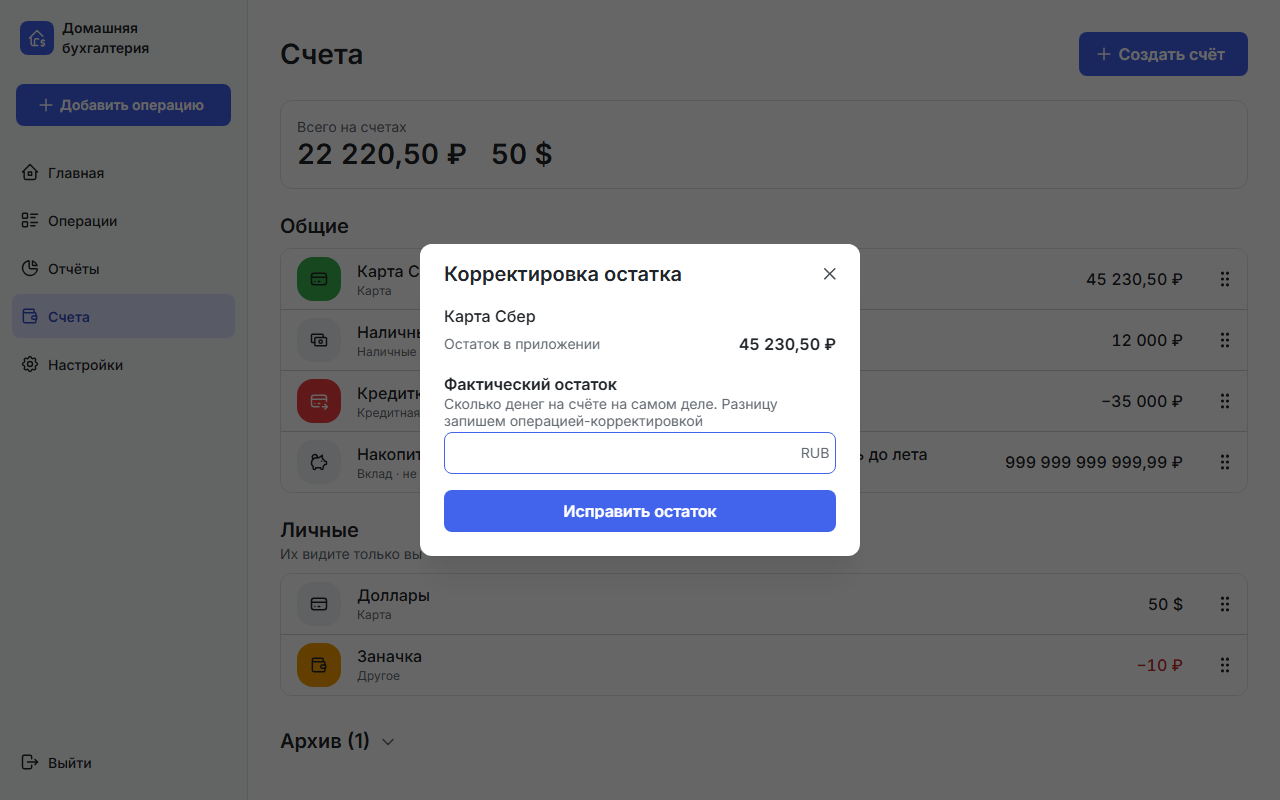 Домашняя
бухгалтерия
Добавить операцию
Главная
Операции
Отчёты
Счета
Настройки
Выйти
Счета
Создать счёт
Всего на счетах
22 220,50 ₽ 50 $
Общие
Карта С
Карта
45 230,50 ₽
Наличн
Наличные
12 000 ₽
Кредитк
Кредитная
−35 000 ₽
Накопит
Вклад · не
до лета
999 999 999 999,99 ₽
Корректировка остатка
Карта Сбер
Остаток в приложении 45 230,50 ₽
Фактический остаток
Сколько денег на счёте на самом деле. Разницу
запишем операцией-корректировкой
RUB
Исправить остаток
Личные
Их видите только вы
Доллары
Карта
50 $
Заначка
Другое
−10 ₽
Архив (1)